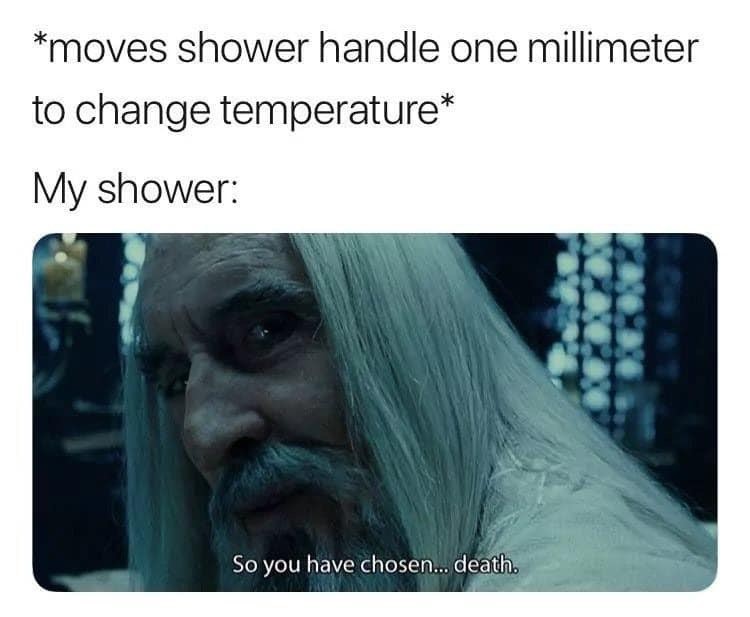 *moves shower handle one millimeter
to change temperature*
My shower:
So you have chosen... death.